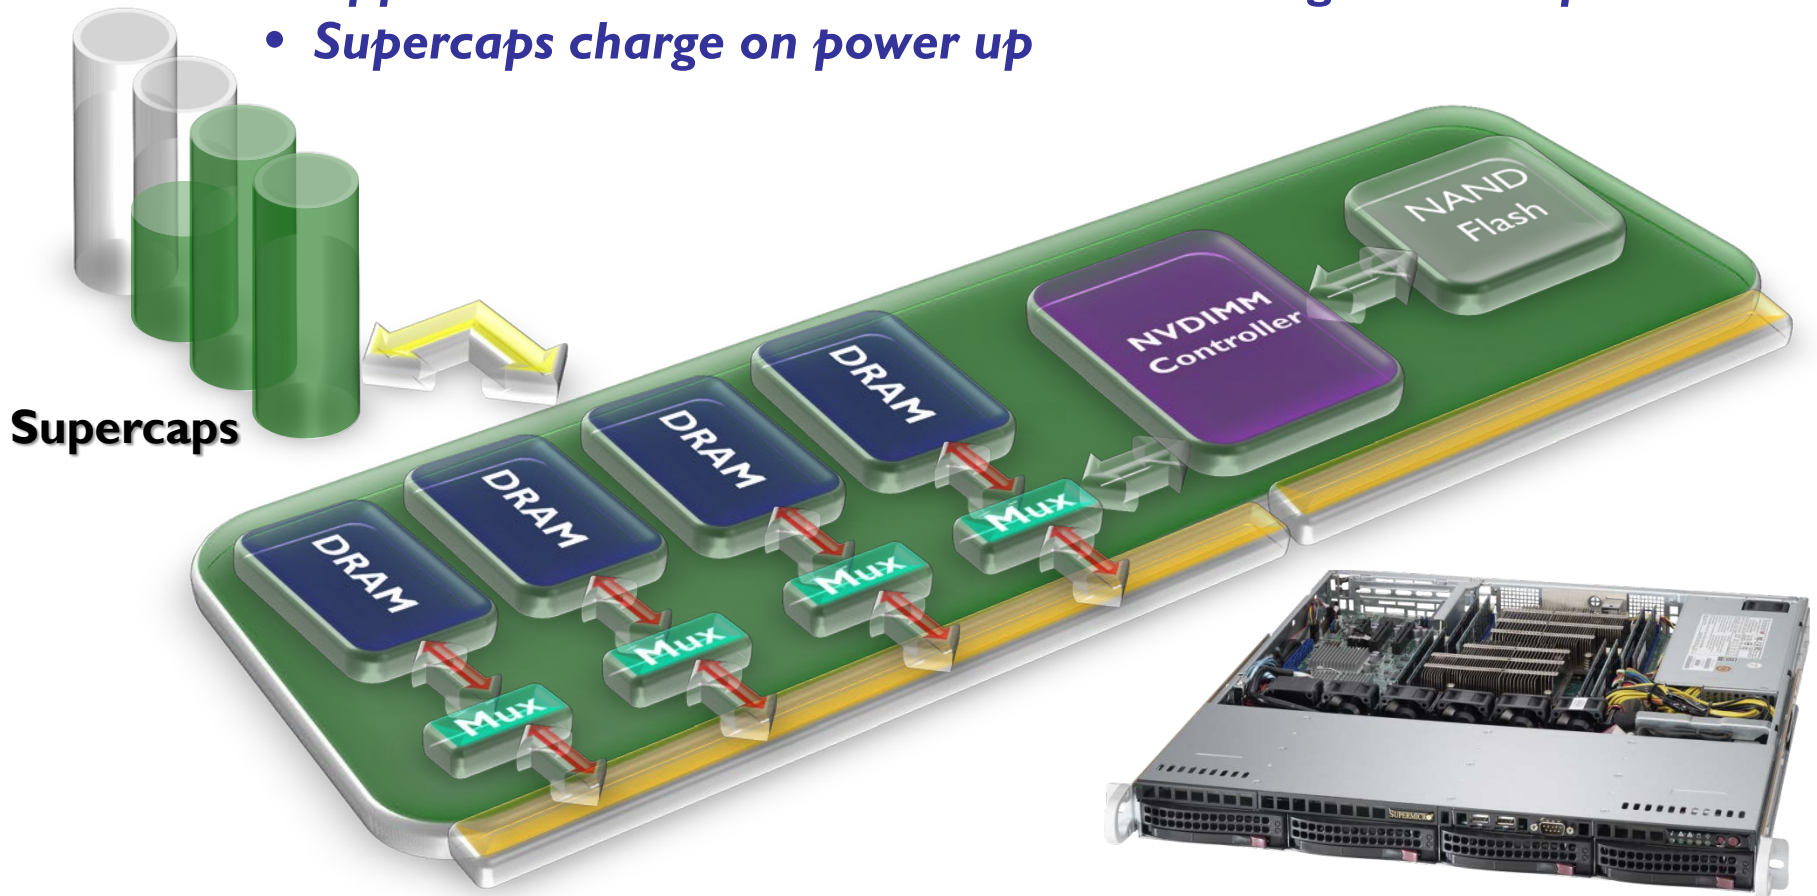 • Supercaps charge on power up
Supercaps
NAND
Flash
NVDIMM
Controller
DRAM
DRAM
DRAM
DRAM
Mux
Mux
Mux
Mux
SUPERMICRO